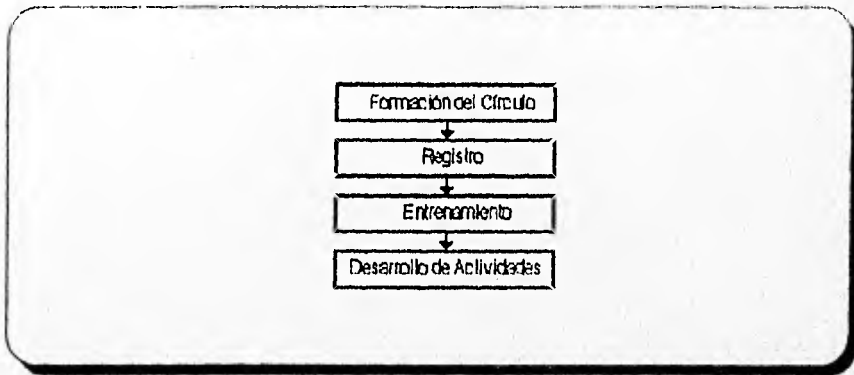 Formación del Círculo
Registro
Entrenamiento
Desarrollo de Actividades